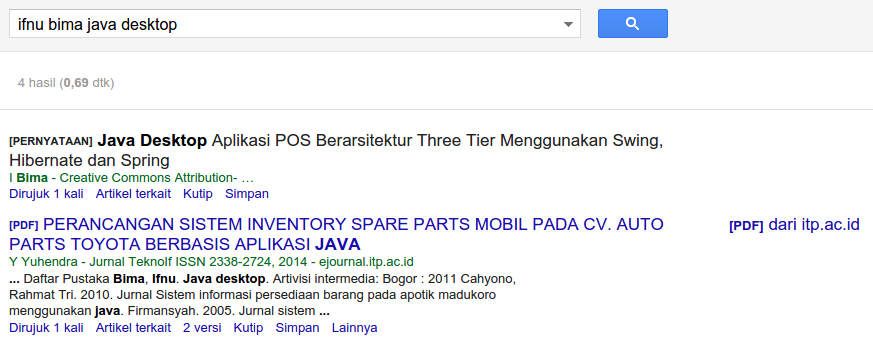 ifnu bima java desktop
4 hasil (0,69 dtk)
[PERNYATAAN] Java Desktop Aplikasi POS Berarsitektur Three Tier Menggunakan Swing,
Hibernate dan Spring
I Bima - Creative Commons Attribution- …
Dirujuk 1 kali Artikel terkait Kutip Simpan
[PDF] PERANCANGAN SISTEM INVENTORY SPARE PARTS MOBIL PADA CV. AUTO
PARTS TOYOTA BERBASIS APLIKASI JAVA
[PDF] dari itp.ac.id
Y Yuhendra - Jurnal Teknolf ISSN 2338-2724, 2014 - ejournal.itp.ac.id
... Daftar Pustaka Bima, Ifnu. Java desktop. Artivisi intermedia: Bogor : 2011 Cahyono,
Rahmat Tri. 2010. Jurnal Sistem informasi persediaan barang pada apotik madukoro
menggunakan java. Firmansyah. 2005. Jurnal sistem ...
Dirujuk 1 kali Artikel terkait 2 versi Kutip Simpan Lainnya